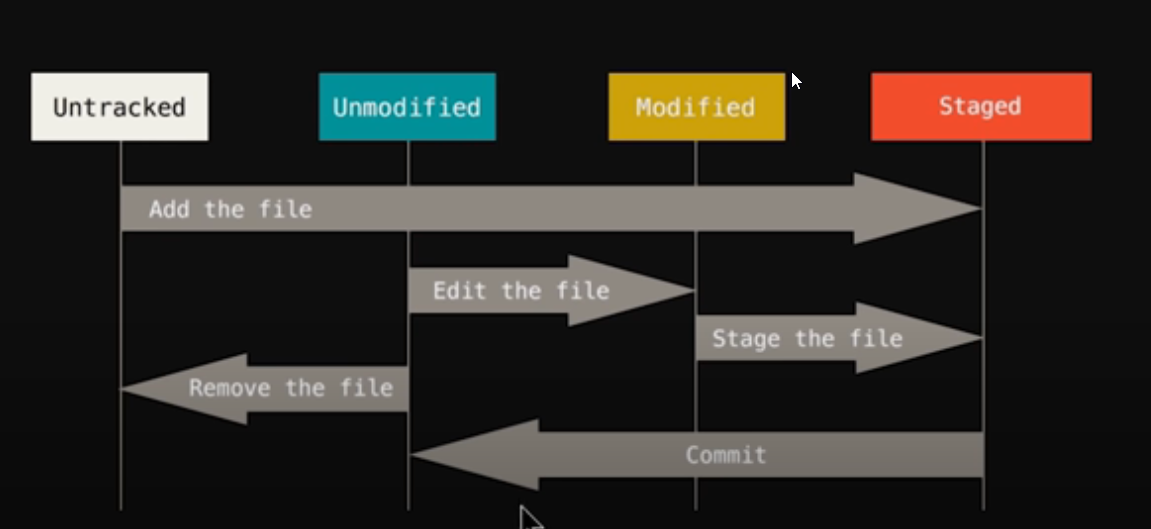 Untracked
Unmodified
Modified
Staged
Add the file
Edit the file
Stage the file
Remove the file
Commit